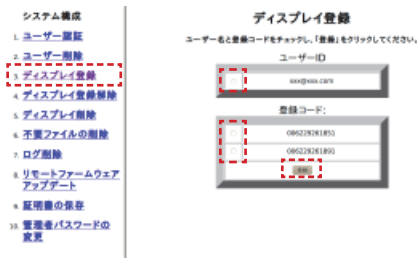 システム構成
1. ユーザー認証
2. ユーザー削除
3. ディスプレイ登録
4. ディスプレイ登録解除
5. ディスプレイ削除
6. 不要ファイルの削除
7. ログ削除
8. リモートファームウェア
アップデート
9. 証明書の保存
10. 管理者パスワードの
変更
ディスプレイ登録
ユーザー名と登録コードをチェックし、「登録」をクリックしてください。
ユーザーID
xxx@xxx.com
登録コード:
086228261851
086228261891
登録